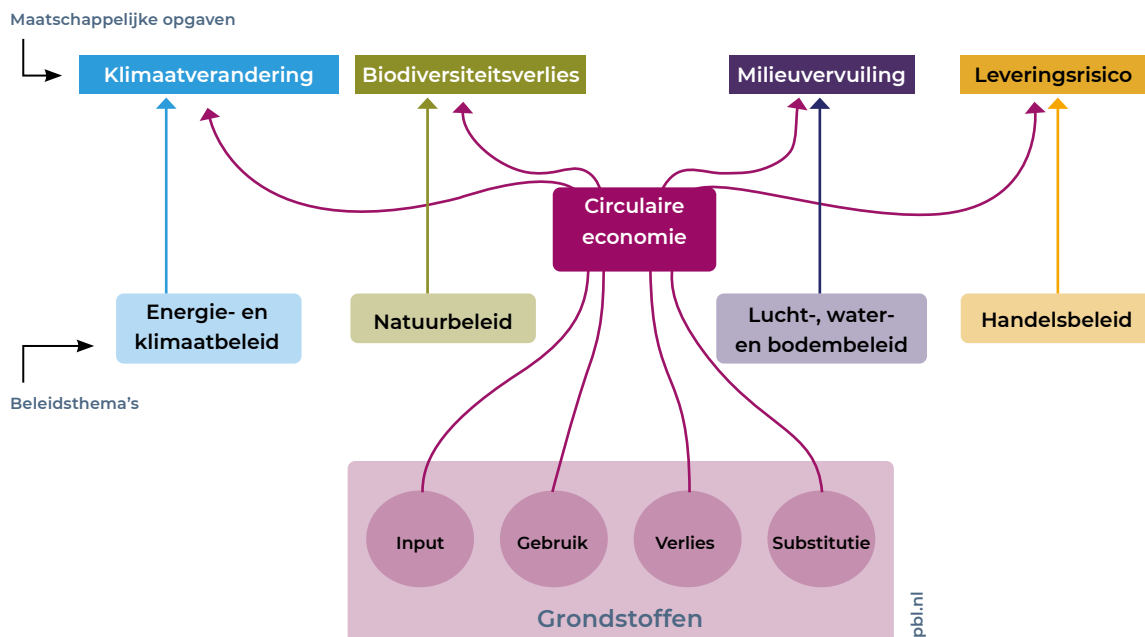 Maatschappelijke opgaven
Klimaatverandering
Biodiversiteitsverlies
Milieuvervuiling
Leveringsrisico
Circulaire
economie
Energie- en
klimaatbeleid
Natuurbeleid
Lucht-, water-
en bodembeleid
Handelsbeleid
Beleidsthema’s
Input
Gebruik
Verlies
Substitutie
Grondstoffen
pbl.nl